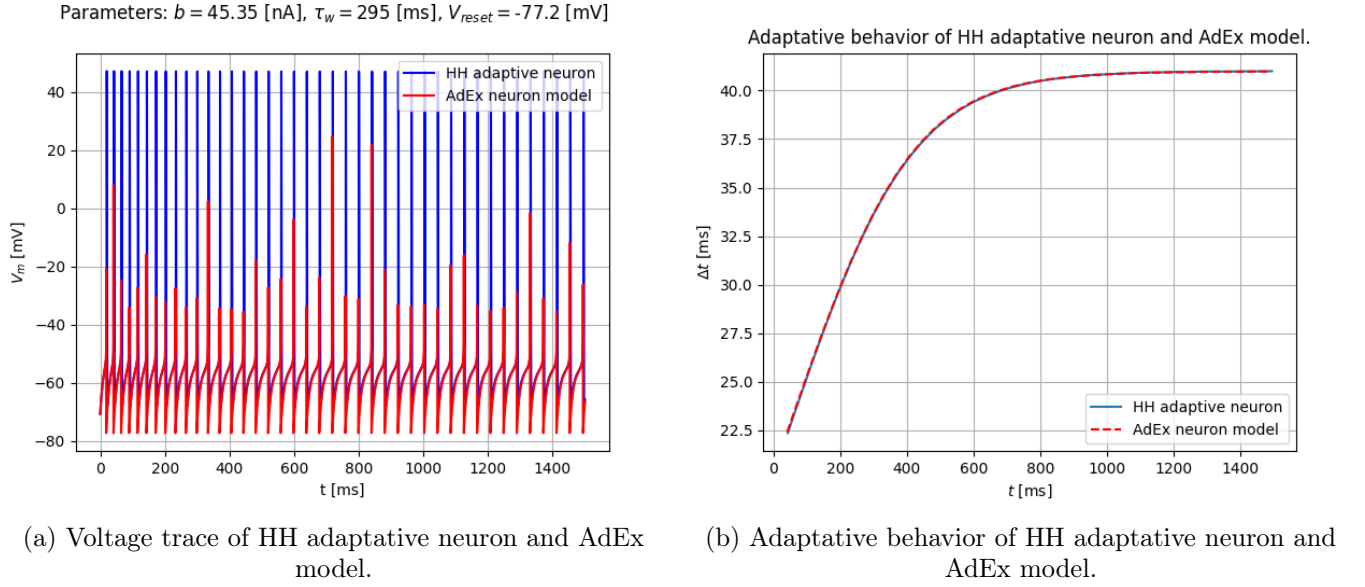 Parameters: b = 45.35 [nA], τ_w = 295 [ms], V_reset = -77.2 [mV]
HH adaptive neuron
AdEx neuron model
40
20
0
−20
−40
−60
−80
V_m [mV]
0 200 400 600 800 1000 1200 1400
t [ms]
(a) Voltage trace of HH adaptative neuron and AdEx
model.
Adaptative behavior of HH adaptative neuron and AdEx model.
40.0
37.5
35.0
32.5
30.0
27.5
25.0
22.5
Δt [ms]
HH adaptive neuron
AdEx neuron model
0 200 400 600 800 1000 1200 1400
t [ms]
(b) Adaptative behavior of HH adaptative neuron and
AdEx model.